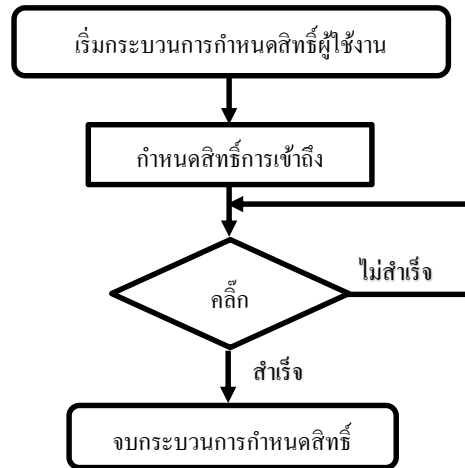 เริ่มกระบวนการกำหนดสิทธิ์ผู้ใช้งาน
กำหนดสิทธิ์การเข้าถึง
ไม่สำเร็จ
คลิ๊ก
สำเร็จ
จบกระบวนการกำหนดสิทธิ์